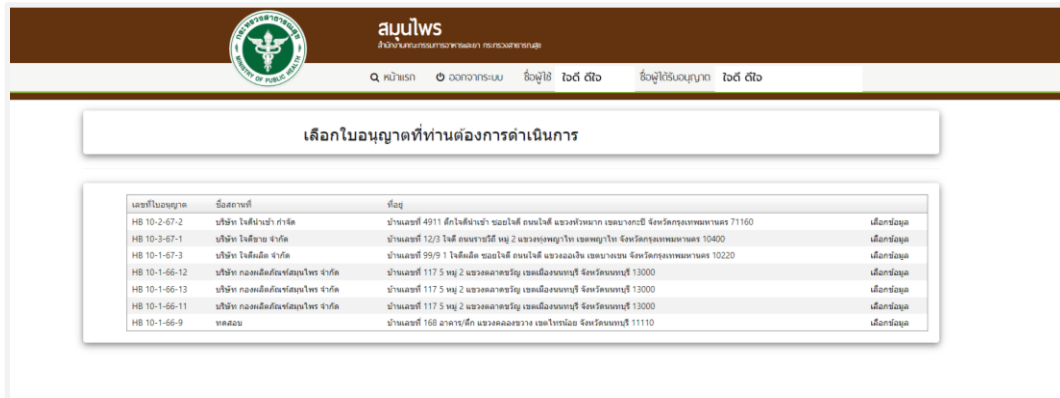 กระทรวงสาธารณสุข
MINISTRY OF PUBLIC HEALTH
สมุนไพร
สำนักงานคณะกรรมการอาหารและยา กระทรวงสาธารณสุข
หน้าแรก ออกจากระบบ ชื่อผู้ใช้ ใจดี ดีใจ ชื่อผู้ได้รับอนุญาต ใจดี ดีใจ
เลือกใบอนุญาตที่ท่านต้องการดำเนินการ
เลขที่ใบอนุญาต ชื่อสถานที่ ที่อยู่
HB 10-2-67-2 บริษัท ใจดีนำเข้า กำจัด บ้านเลขที่ 4911 ตึกใจดีนำเข้า ซอยใจดี ถนนใจดี แขวงหัวหมาก เขตบางกะปิ จังหวัดกรุงเทพมหานคร 71160 เลือกข้อมูล
HB 10-3-67-1 บริษัท ใจดีขาย จำกัด บ้านเลขที่ 12/3 ใจดี ถนนราชวิถี หมู่ 2 แขวงทุ่งพญาไท เขตพญาไท จังหวัดกรุงเทพมหานคร 10400 เลือกข้อมูล
HB 10-1-67-3 บริษัท ใจดีผลิต จำกัด บ้านเลขที่ 99/9 1 ใจดีผลิต ซอยใจดี ถนนใจดี แขวงออเงิน เขตบางเขน จังหวัดกรุงเทพมหานคร 10220 เลือกข้อมูล
HB 10-1-66-12 บริษัท กองผลิตภัณฑ์สมุนไพร จำกัด บ้านเลขที่ 117 5 หมู่ 2 แขวงตลาดขวัญ เขตเมืองนนทบุรี จังหวัดนนทบุรี 13000 เลือกข้อมูล
HB 10-1-66-13 บริษัท กองผลิตภัณฑ์สมุนไพร จำกัด บ้านเลขที่ 117 5 หมู่ 2 แขวงตลาดขวัญ เขตเมืองนนทบุรี จังหวัดนนทบุรี 13000 เลือกข้อมูล
HB 10-1-66-11 บริษัท กองผลิตภัณฑ์สมุนไพร จำกัด บ้านเลขที่ 117 5 หมู่ 2 แขวงตลาดขวัญ เขตเมืองนนทบุรี จังหวัดนนทบุรี 13000 เลือกข้อมูล
HB 10-1-66-9 ทดสอบ บ้านเลขที่ 168 อาคาร/ตึก แขวงคลองขวาง เขตไทรน้อย จังหวัดนนทบุรี 11110 เลือกข้อมูล